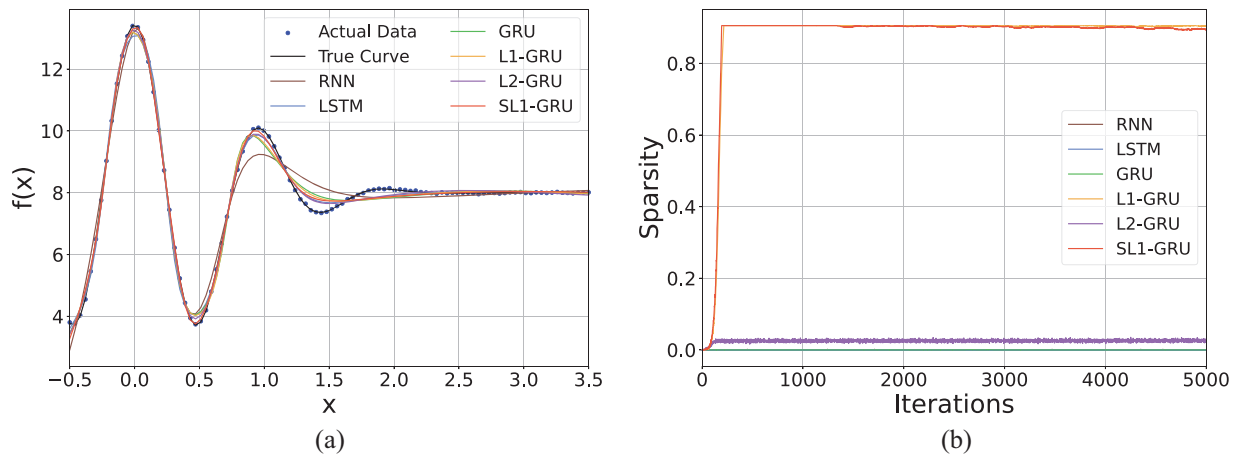 f(x)
14
12
10
8
6
4
−0.5 0.0 0.5 1.0 1.5 2.0 2.5 3.0 3.5
x
Actual Data
True Curve
RNN
LSTM
GRU
L1-GRU
L2-GRU
SL1-GRU
(a)
Sparsity
0.8
0.6
0.4
0.2
0.0
0 1000 2000 3000 4000 5000
Iterations
RNN
LSTM
GRU
L1-GRU
L2-GRU
SL1-GRU
(b)